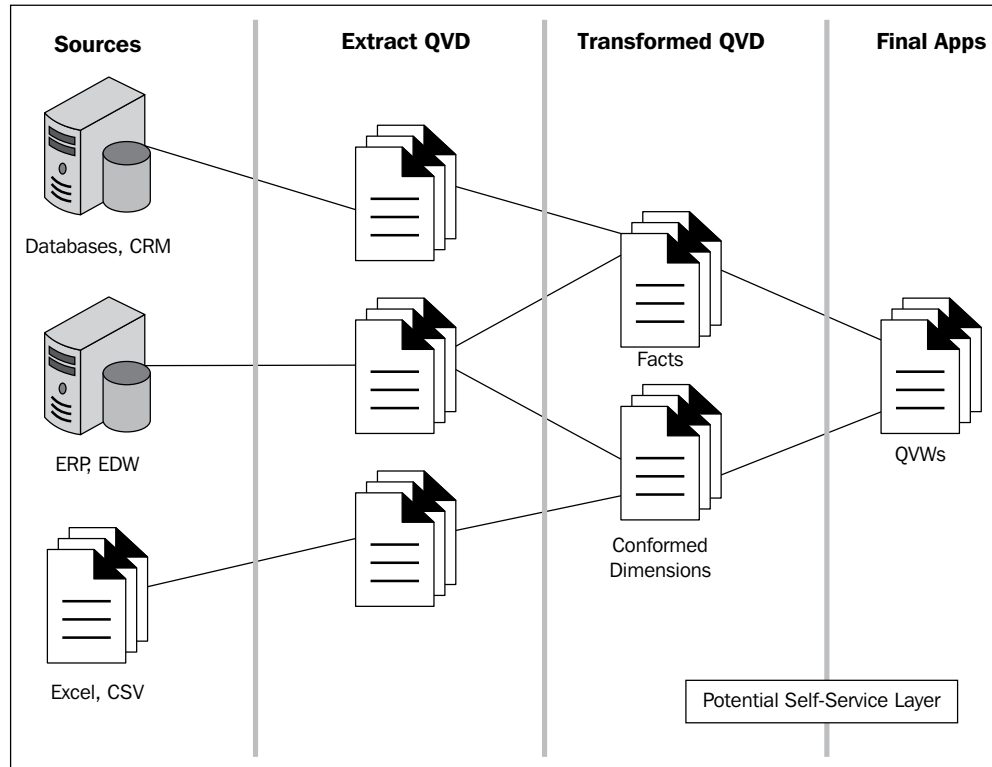 Sources
Extract QVD
Transformed QVD
Final Apps
Databases, CRM
ERP, EDW
Excel, CSV
Facts
Conformed
Dimensions
QVWs
Potential Self-Service Layer